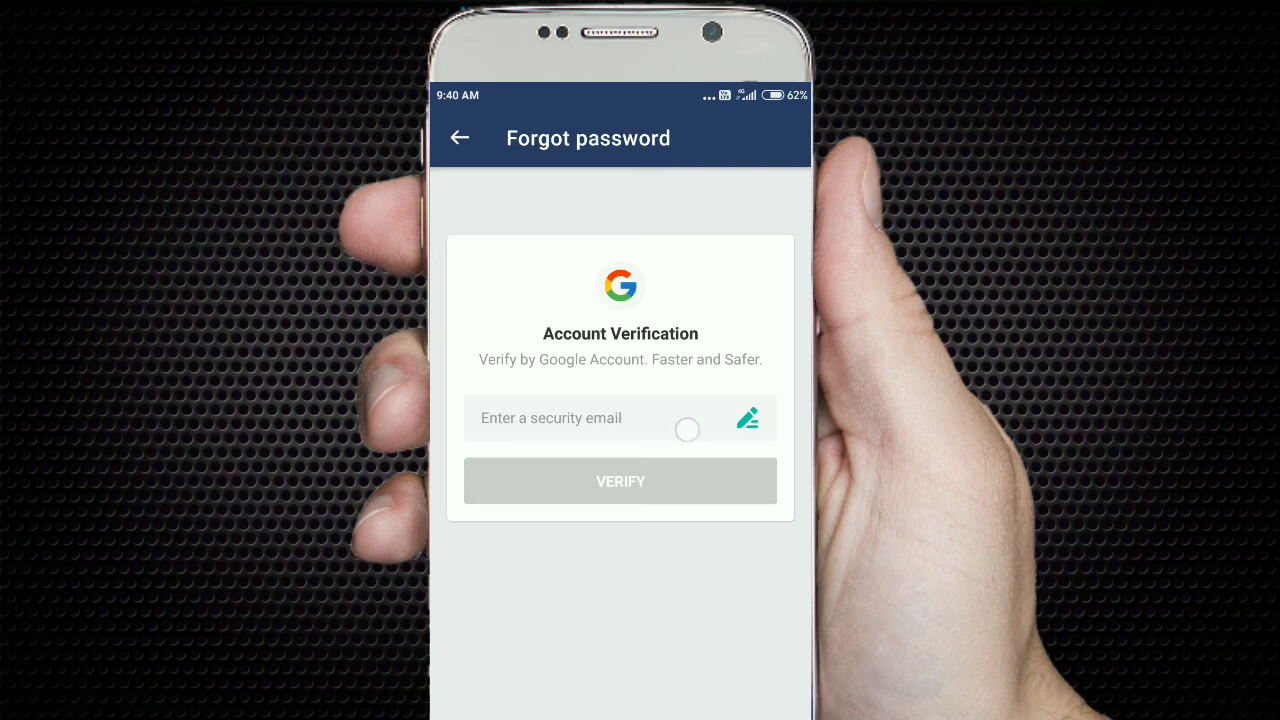 9:40 AM
4G
62%
Forgot password
Account Verification
Verify by Google Account. Faster and Safer.
Enter a security email
VERIFY